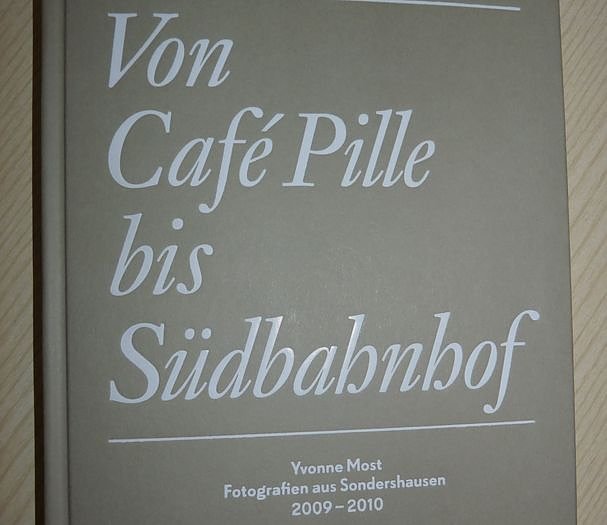 Von
Café Pille
bis
Südbahnhof
Yvonne Most
Fotografien aus Sondershausen
2009 – 2010